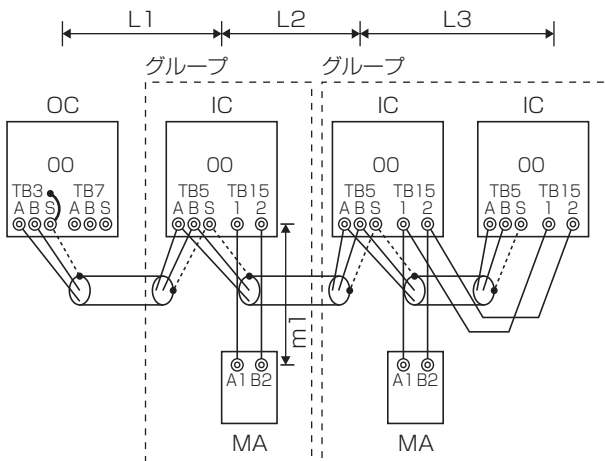 L1 L2 L3
グループ グループ
OC IC IC IC
00 00 00 00
TB3 TB7 TB5 TB15 TB5 TB15 TB5 TB15
A B S A B S A B S 1 2 A B S 1 2 A B S 1 2
m1
A1 B2 A1 B2
MA MA